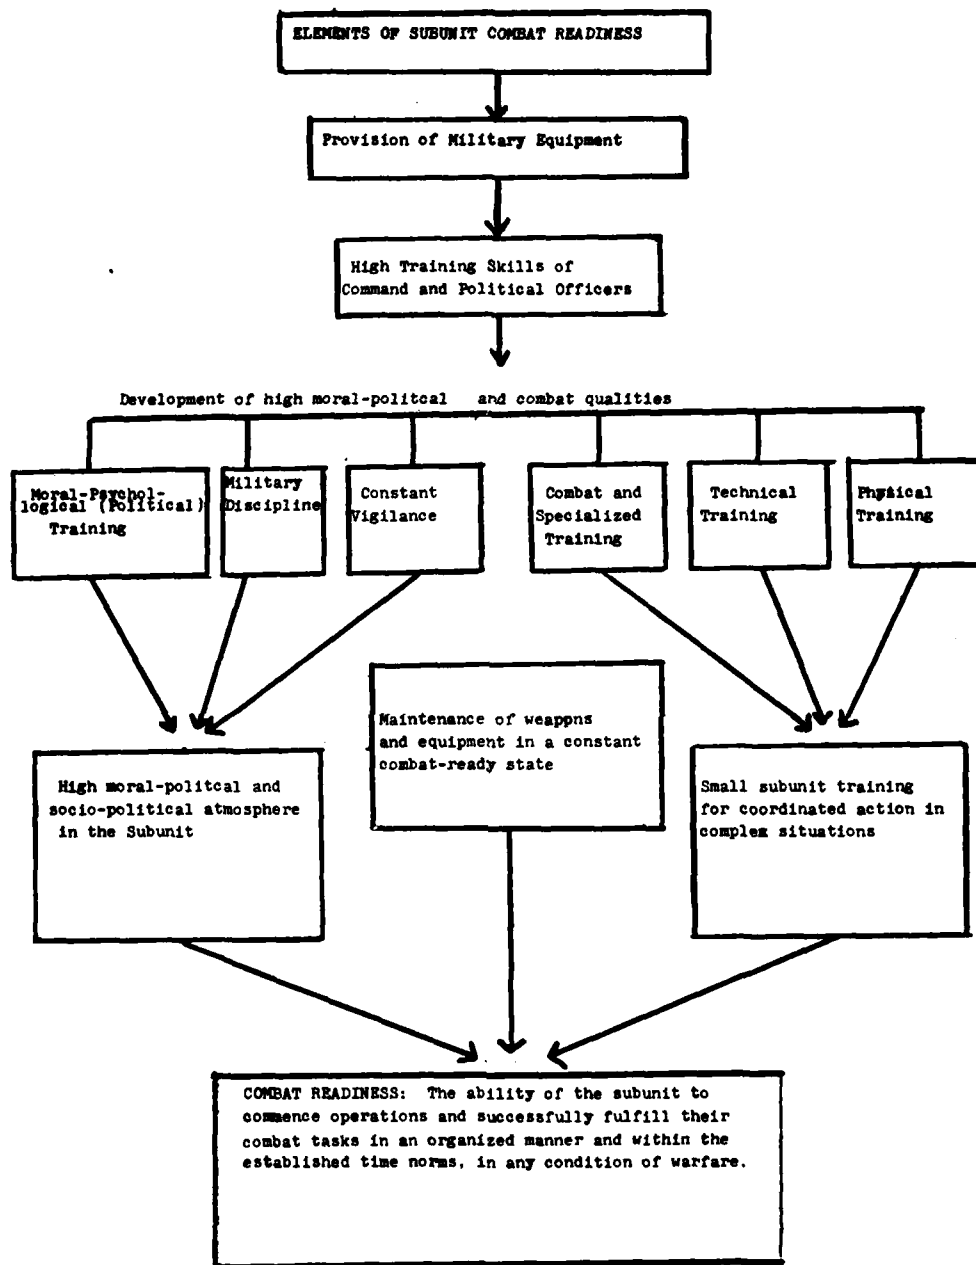 ELEMENTS OF SUBUNIT COMBAT READINESS
Provision of Military Equipment
High Training Skills of
Command and Political Officers
Development of high moral-politcal and combat qualities
Moral-Psychol-
logical (Political)
Training
Military
Discipline
Constant
Vigilance
Combat and
Specialized
Training
Technical
Training
Physical
Training
Maintenance of weappns
and equipment in a constant
combat-ready state
High moral-politcal and
socio-political atmosphere
in the Subunit
Small subunit training
for coordinated action in
complex situations
COMBAT READINESS: The ability of the subunit to
commence operations and successfully fulfill their
combat tasks in an organized manner and within the
established time norms, in any condition of warfare.